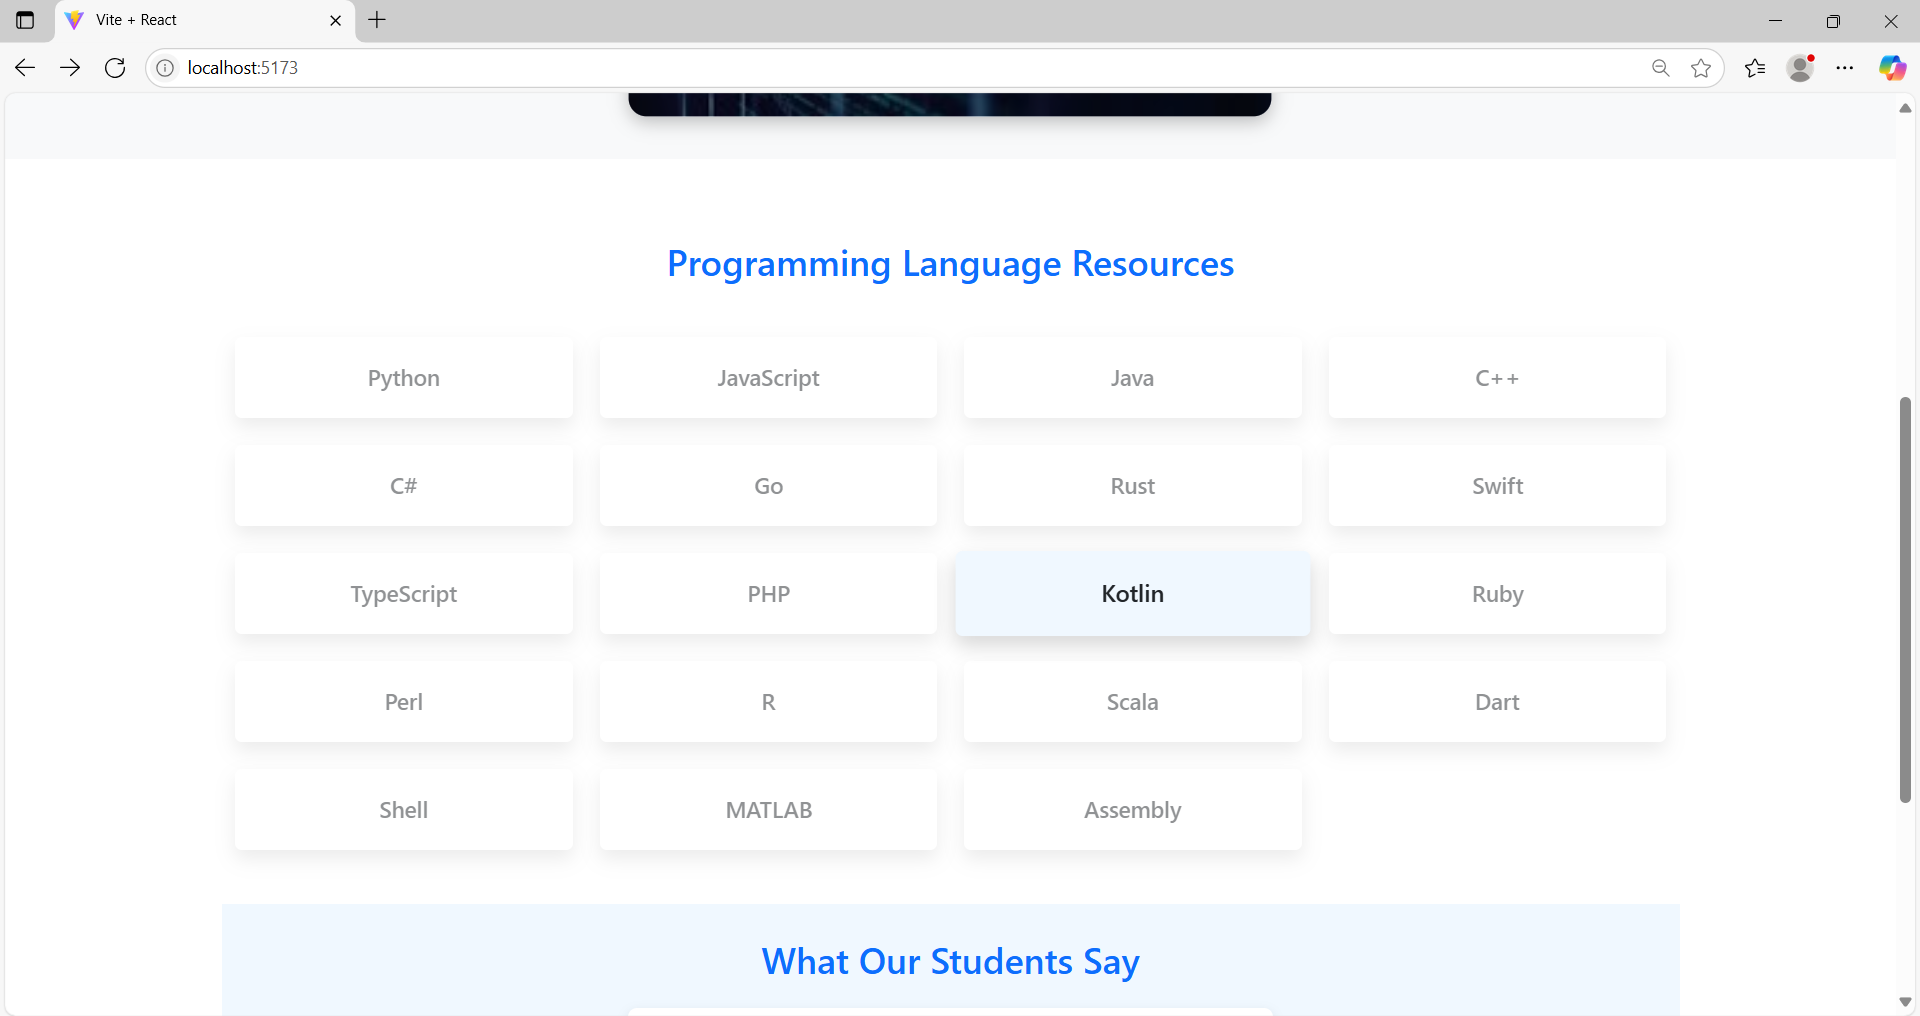 Vite + React
localhost:5173
Programming Language Resources
Python
JavaScript
Java
C++
C#
Go
Rust
Swift
TypeScript
PHP
Kotlin
Ruby
Perl
R
Scala
Dart
Shell
MATLAB
Assembly
What Our Students Say